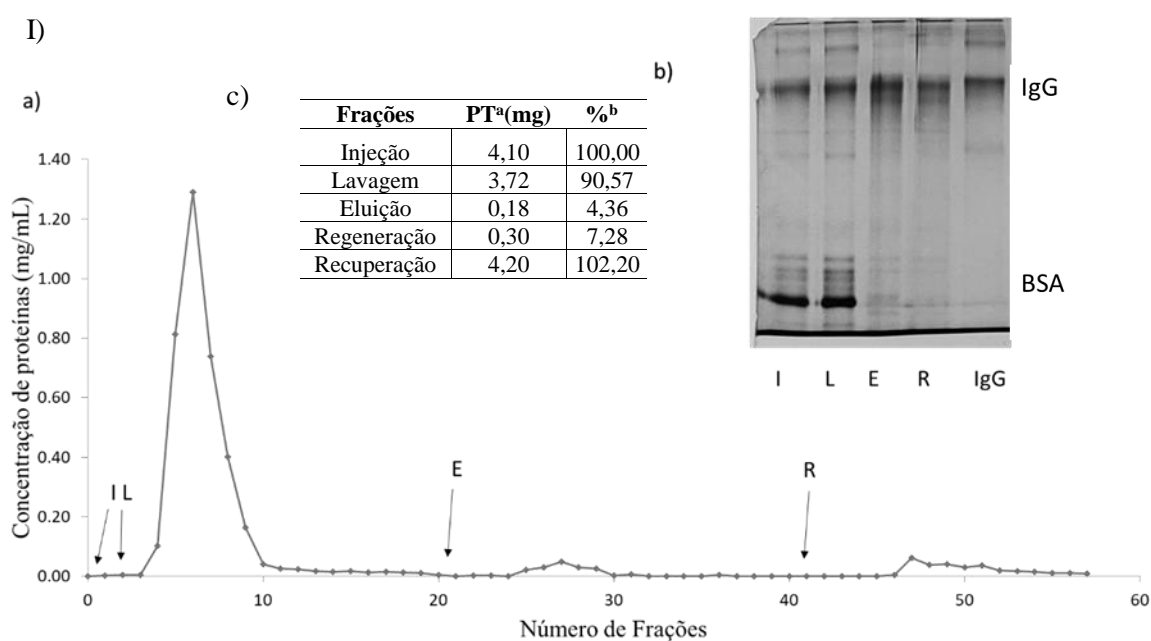 I)
a)
c)
Frações PTᵃ(mg) %ᵇ
Injeção 4,10 100,00
Lavagem 3,72 90,57
Eluição 0,18 4,36
Regeneração 0,30 7,28
Recuperação 4,20 102,20
b)
IgG
BSA
I L E R IgG
Concentração de proteínas (mg/mL)
1.40
1.20
1.00
0.80
0.60
0.40
0.20
0.00
I L
E
R
0 10 20 30 40 50 60
Número de Frações